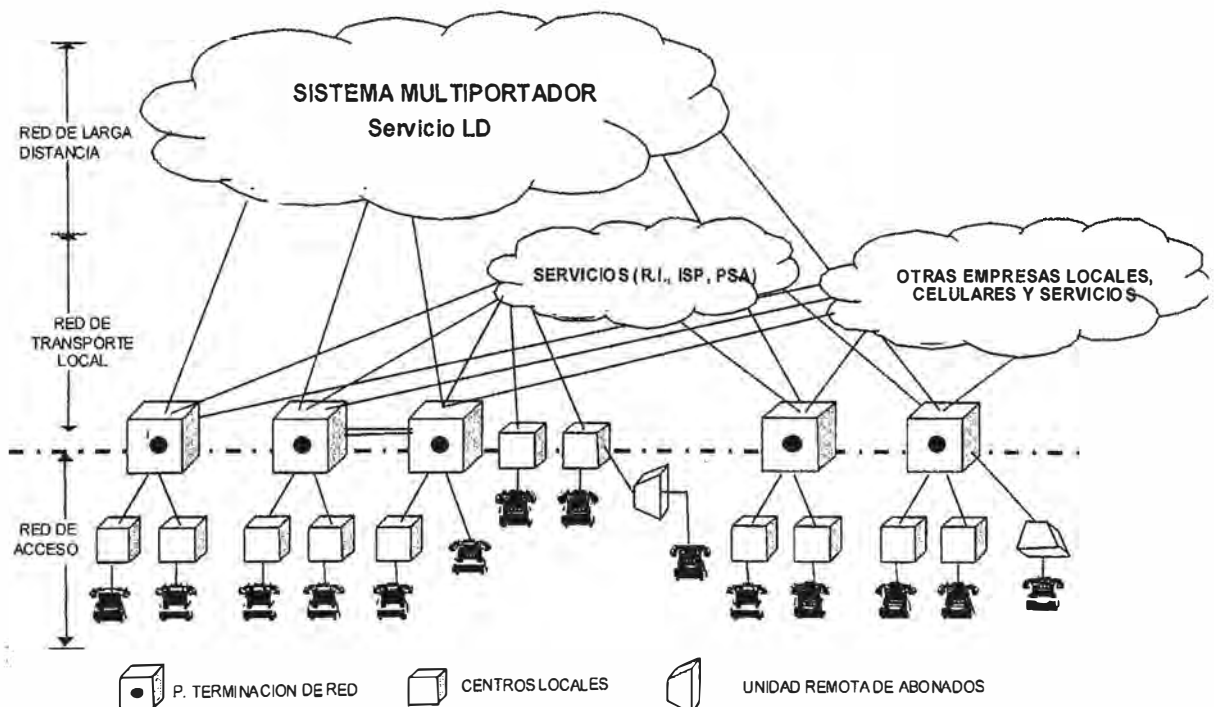 SISTEMA MULTIPORTADOR
Servicio LD
RED DE LARGA
DISTANCIA
SERVICIOS (R.I., ISP, PSA)
OTRAS EMPRESAS LOCALES,
CELULARES Y SERVICIOS
RED DE
TRANSPORTE
LOCAL
RED DE
ACCESO
P. TERMINACION DE RED
CENTROS LOCALES
UNIDAD REMOTA DE ABONADOS